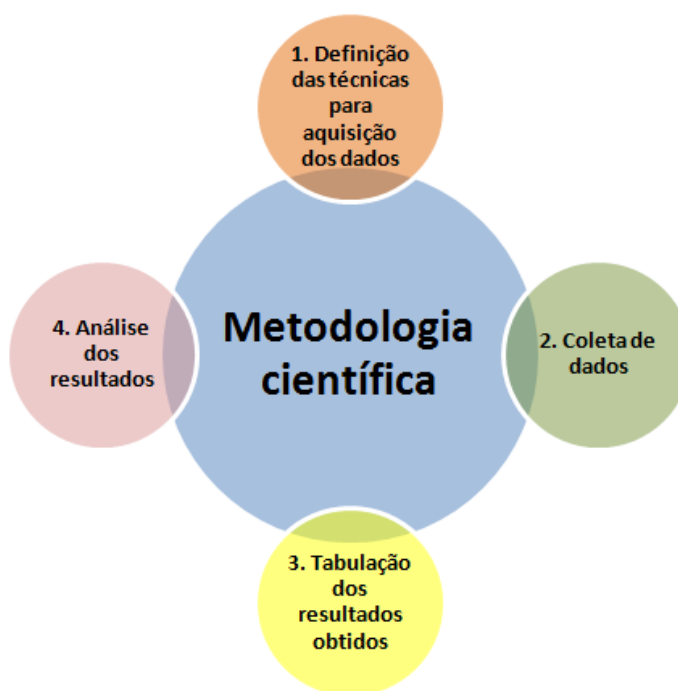 1. Definição
das técnicas
para
aquisição
dos dados
Metodologia
científica
2. Coleta de
dados
3. Tabulação
dos
resultados
obtidos
4. Análise
dos
resultados